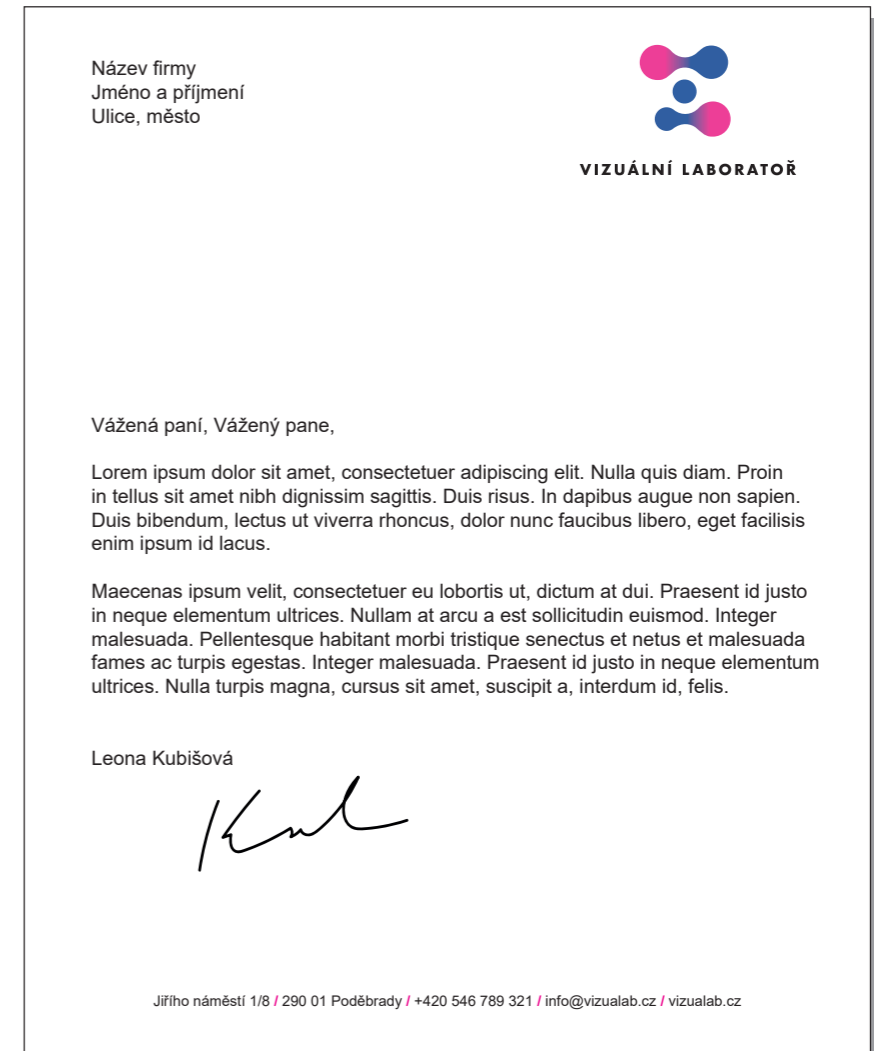 Název firmy
Jméno a příjmení
Ulice, město
VIZUÁLNÍ LABORATOŘ
Vážená paní, Vážený pane,
Lorem ipsum dolor sit amet, consectetuer adipiscing elit. Nulla quis diam. Proin
in tellus sit amet nibh dignissim sagittis. Duis risus. In dapibus augue non sapien.
Duis bibendum, lectus ut viverra rhoncus, dolor nunc faucibus libero, eget facilisis
enim ipsum id lacus.
Maecenas ipsum velit, consectetuer eu lobortis ut, dictum at dui. Praesent id justo
in neque elementum ultrices. Nullam at arcu a est sollicitudin euismod. Integer
malesuada. Pellentesque habitant morbi tristique senectus et netus et malesuada
fames ac turpis egestas. Integer malesuada. Praesent id justo in neque elementum
ultrices. Nulla turpis magna, cursus sit amet, suscipit a, interdum id, felis.
Leona Kubišová
Jiřího náměstí 1/8 / 290 01 Poděbrady / +420 546 789 321 / info@vizualab.cz / vizualab.cz